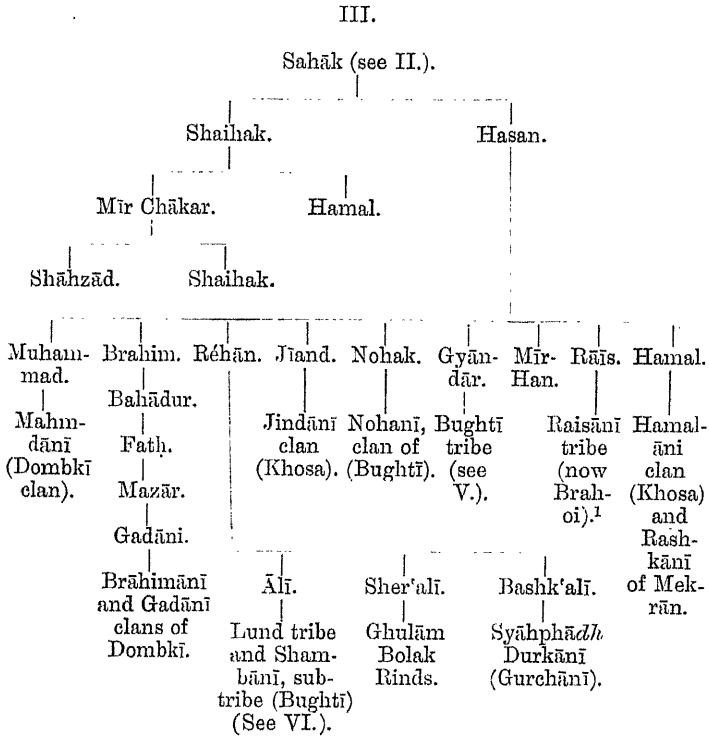 III.
Sahāk (see II.).
Shaihak. Hasan.
Mīr Chākar. Hamal.
Shāhzād. Shaihak.
Muham- Brahim. Réhān. Jīand. Nohak. Gyān- Mīr- Rāīs. Hamal.
mad. dār. Han.
Bahādur.
Mahm- Jindānī Nohanī, Bughtī Raisānī Hamal-
dānī Fatḥ. clan clan of tribe tribe āni
(Dombkī (Khosa). (Bughtī). (see (now clan
clan). Mazār. V.). Brah- (Khosa)
oi).¹ and
Gadāni. Rash-
kānī
Brāhimānī Ālī. Sher‘alī. Bashk‘alī. of Mek-
and Gadānī rān.
clans of Lund tribe Ghulām Syāhphādh
Dombkī. and Sham- Bolak Durkānī
bānī, sub- Rinds. (Gurchānī).
tribe (Bughtī)
(See VI.).